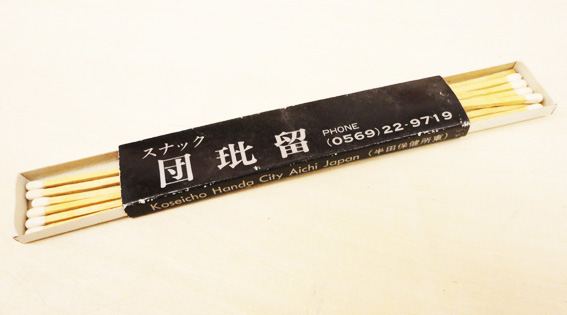 スナック
団 玭 留
PHONE
(0569)22-9719
Koseicho Handa City Aichi Japan (半田保健所東)